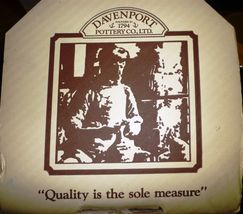 DAVENPORT
1794
POTTERY CO., LTD.
"Quality is the sole measure"